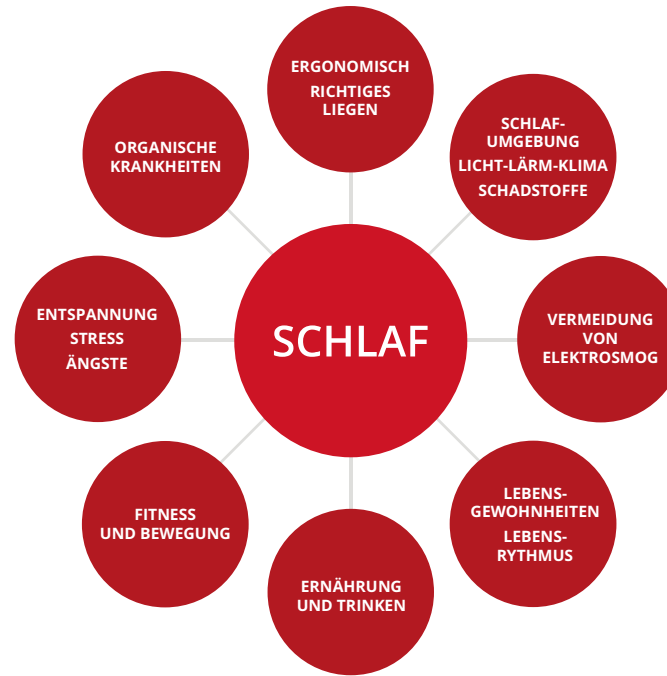 ERGONOMISCH
RICHTIGES
LIEGEN
SCHLAF-
UMGEBUNG
LICHT-LÄRM-KLIMA
SCHADSTOFFE
VERMEIDUNG
VON
ELEKTROSMOG
LEBENS-
GEWOHNHEITEN
LEBENS-
RYTHMUS
ERNÄHRUNG
UND TRINKEN
FITNESS
UND BEWEGUNG
ENTSPANNUNG
STRESS
ÄNGSTE
ORGANISCHE
KRANKHEITEN
SCHLAF